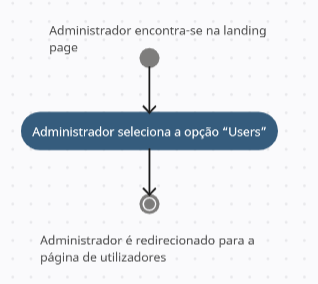 Administrador encontra-se na landing
page
Administrador seleciona a opção “Users”
Administrador é redirecionado para a
página de utilizadores